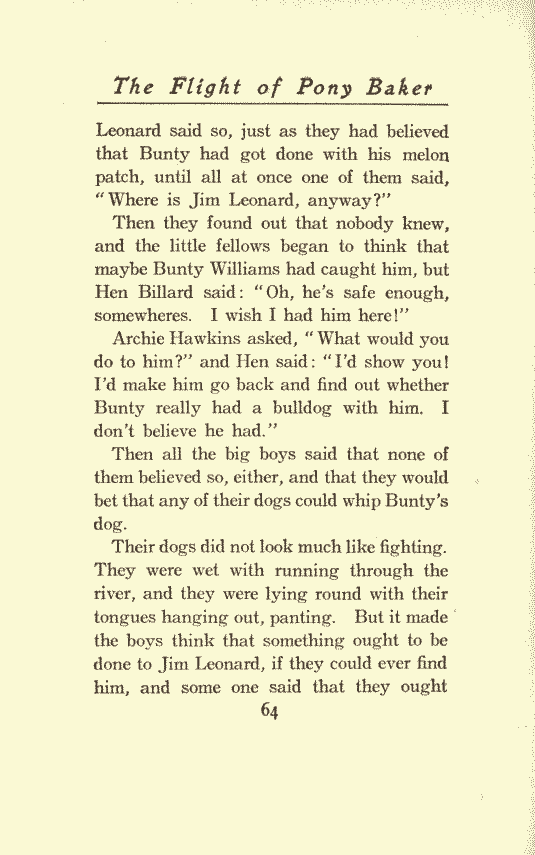 The Flight of Pony Baker
Leonard said so, just as they had believed
that Bunty had got done with his melon
patch, until all at once one of them said,
"Where is Jim Leonard, anyway?"
Then they found out that nobody knew,
and the little fellows began to think that
maybe Bunty Williams had caught him, but
Hen Billard said: "Oh, he's safe enough,
somewheres. I wish I had him here!"
Archie Hawkins asked, "What would you
do to him?" and Hen said: "I'd show you!
I'd make him go back and find out whether
Bunty really had a bulldog with him. I
don't believe he had."
Then all the big boys said that none of
them believed so, either, and that they would
bet that any of their dogs could whip Bunty's
dog.
Their dogs did not look much like fighting.
They were wet with running through the
river, and they were lying round with their
tongues hanging out, panting. But it made
the boys think that something ought to be
done to Jim Leonard, if they could ever find
him, and some one said that they ought
64